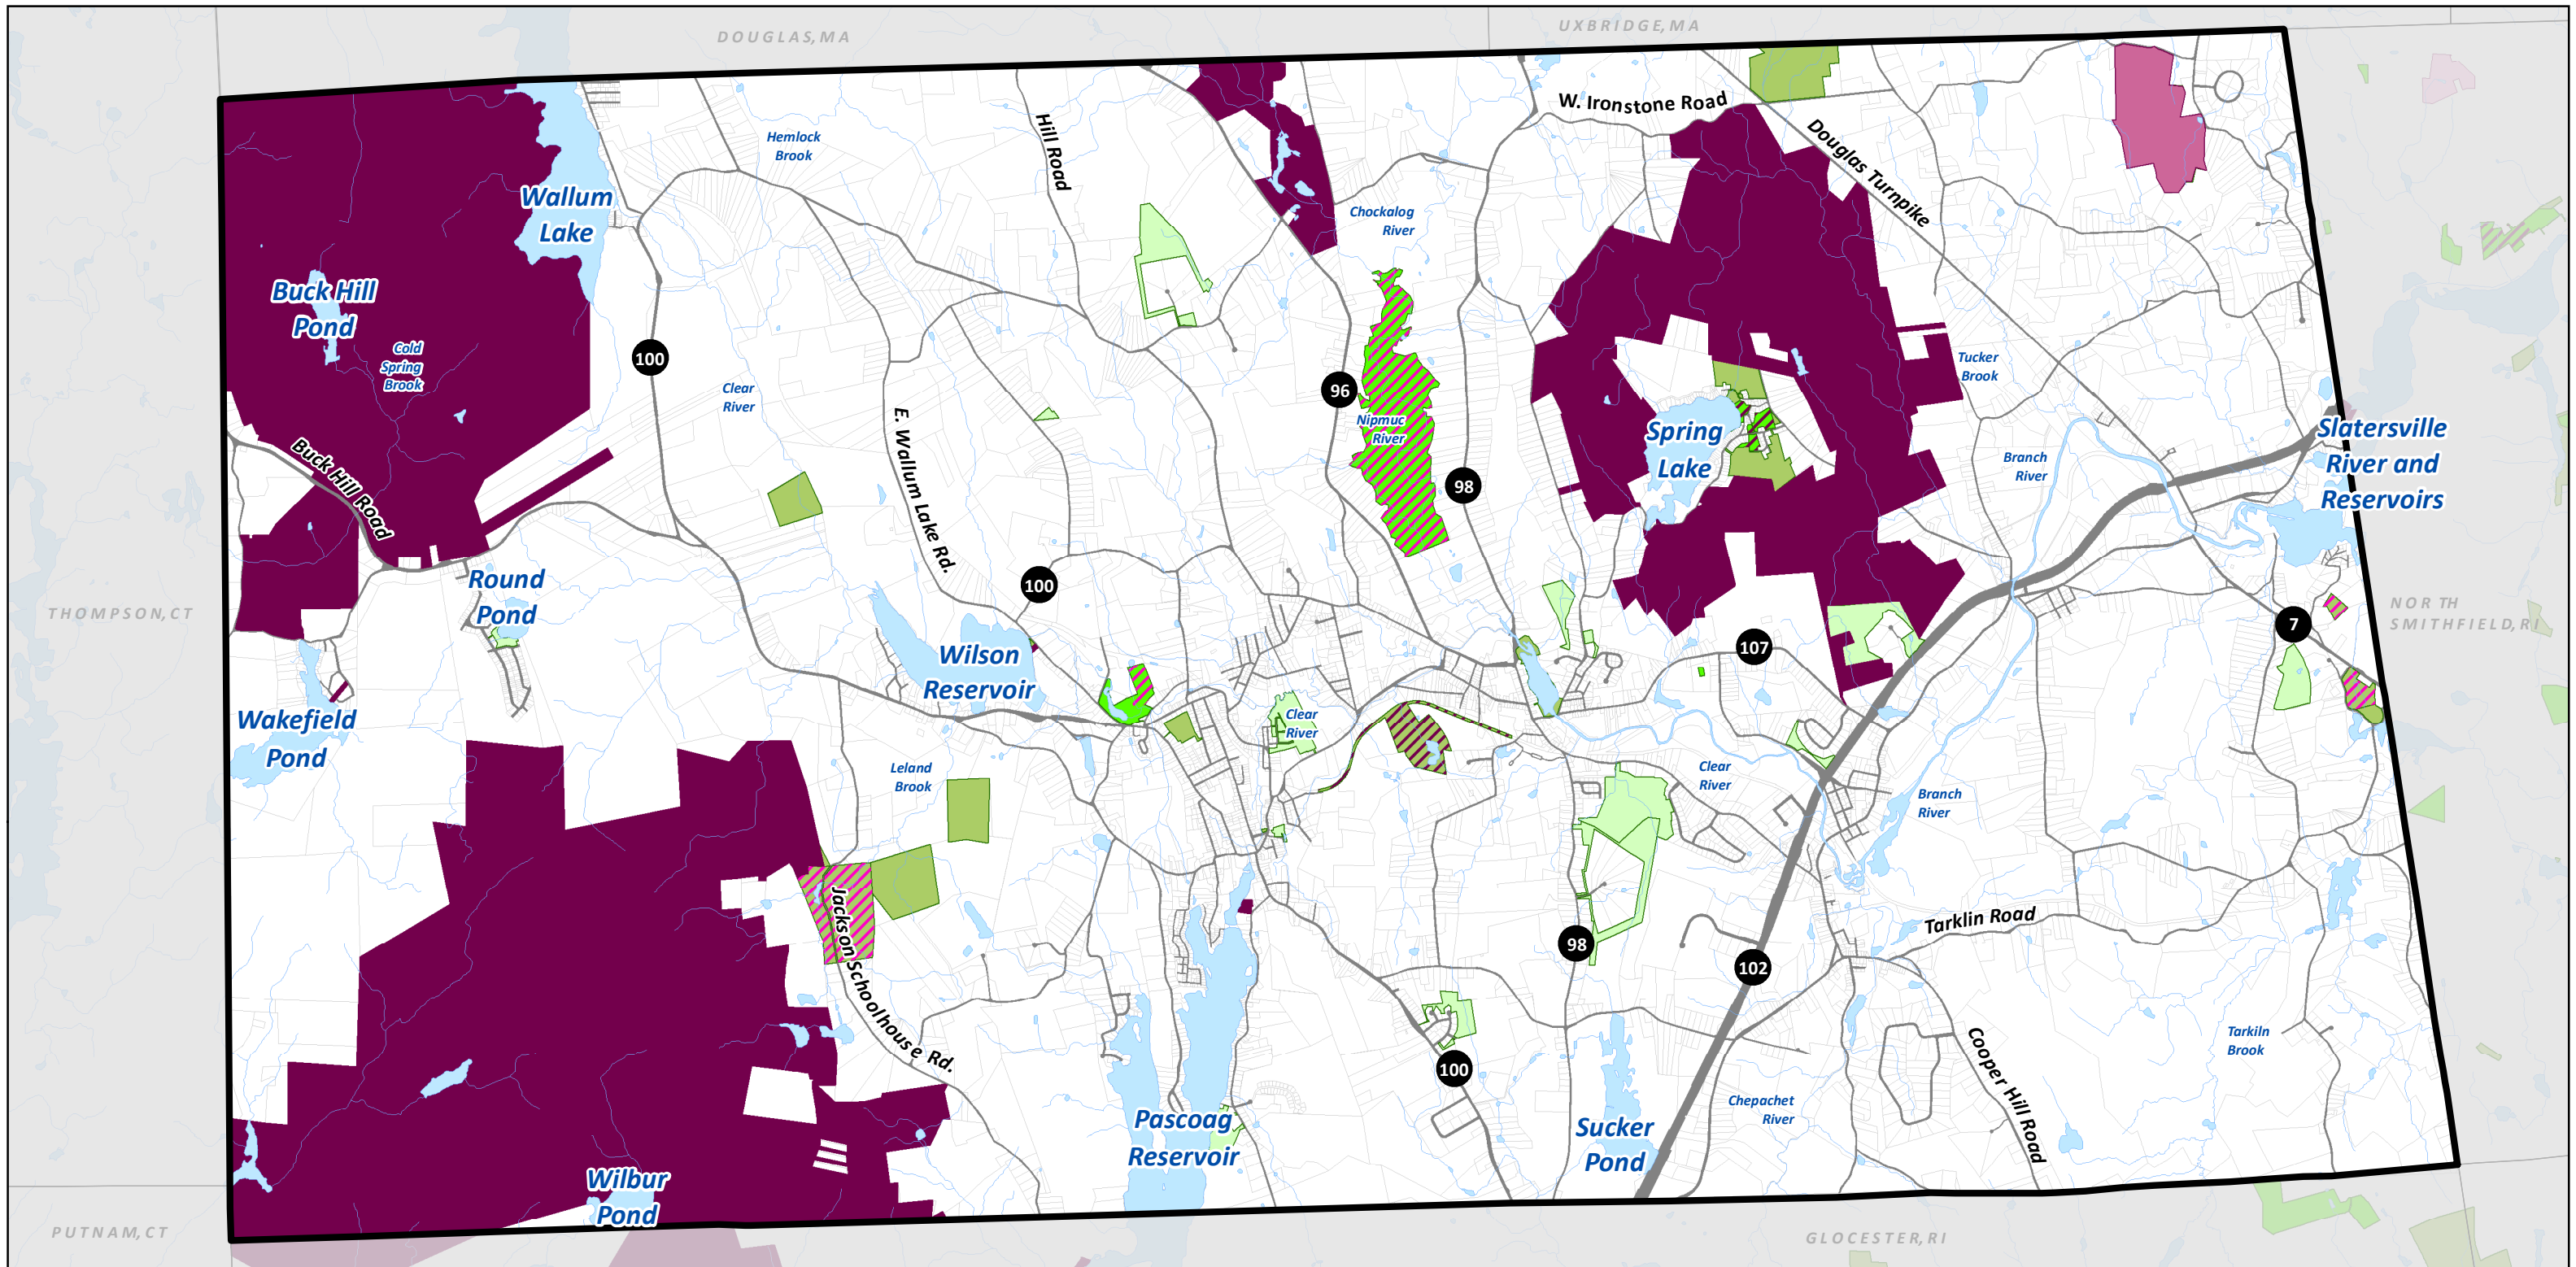 DOUGLAS, MA
UXBRIDGE, MA
W. Ironstone Road
Hemlock
Brook
Hill Road
Douglas Turnpike
Wallum
Lake
Chockalog
River
Buck Hill
Pond
Cold
Spring
Brook
100
Clear
River
96
Tucker
Brook
E. Wallum Lake Rd.
Nipmuc
River
Spring
Lake
Slatersville
River and
Reservoirs
Buck Hill Road
98
Branch
River
Round
Pond
100
THOMPSON, CT
NORTH
SMITHFIELD, RI
7
107
Wilson
Reservoir
Wakefield
Pond
Clear
River
Leland
Brook
Clear
River
Branch
River
Jackson Schoolhouse Rd.
Tarklin Road
98
102
Tarkiln
Brook
Cooper Hill Road
100
Chepachet
River
Pascoag
Reservoir
Sucker
Pond
Wilbur
Pond
PUTNAM, CT
GLOCESTER, RI